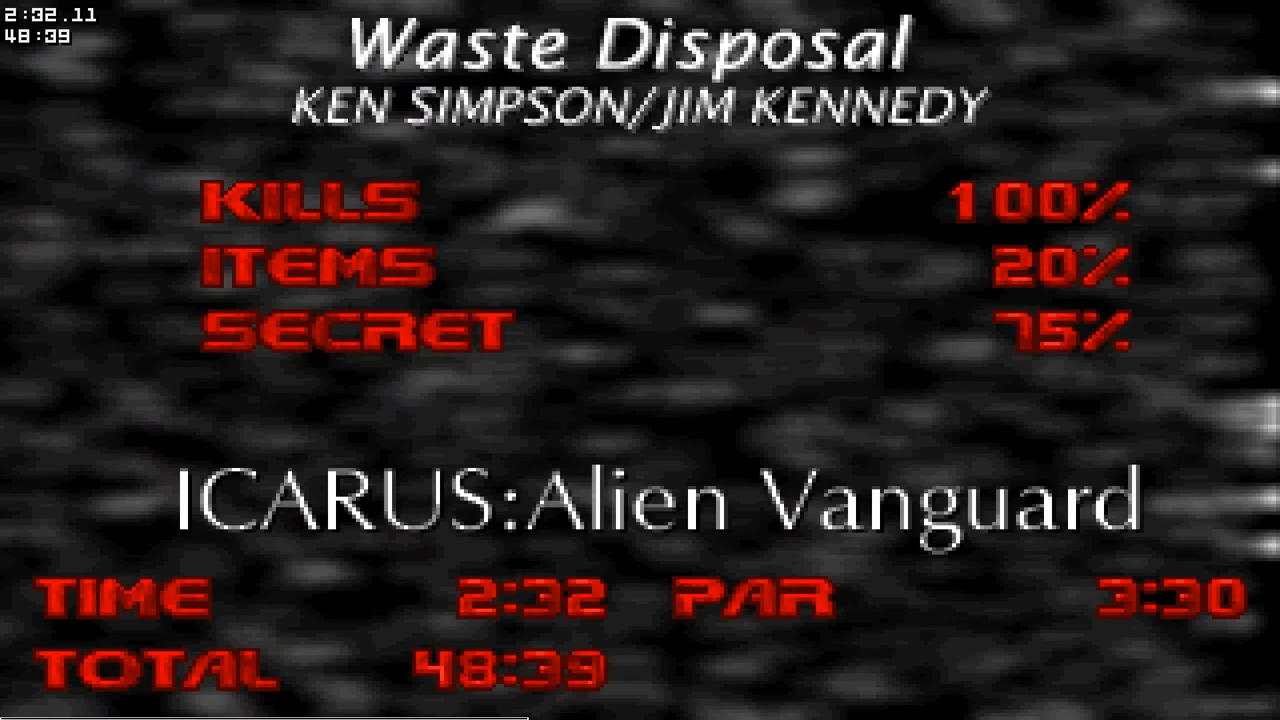 2:32.11
48:39
Waste Disposal
KEN SIMPSON/JIM KENNEDY
KILLS 100%
ITEMS 20%
SECRET 75%
ICARUS:Alien Vanguard
TIME 2:32 PAR 3:30
TOTAL 48:39